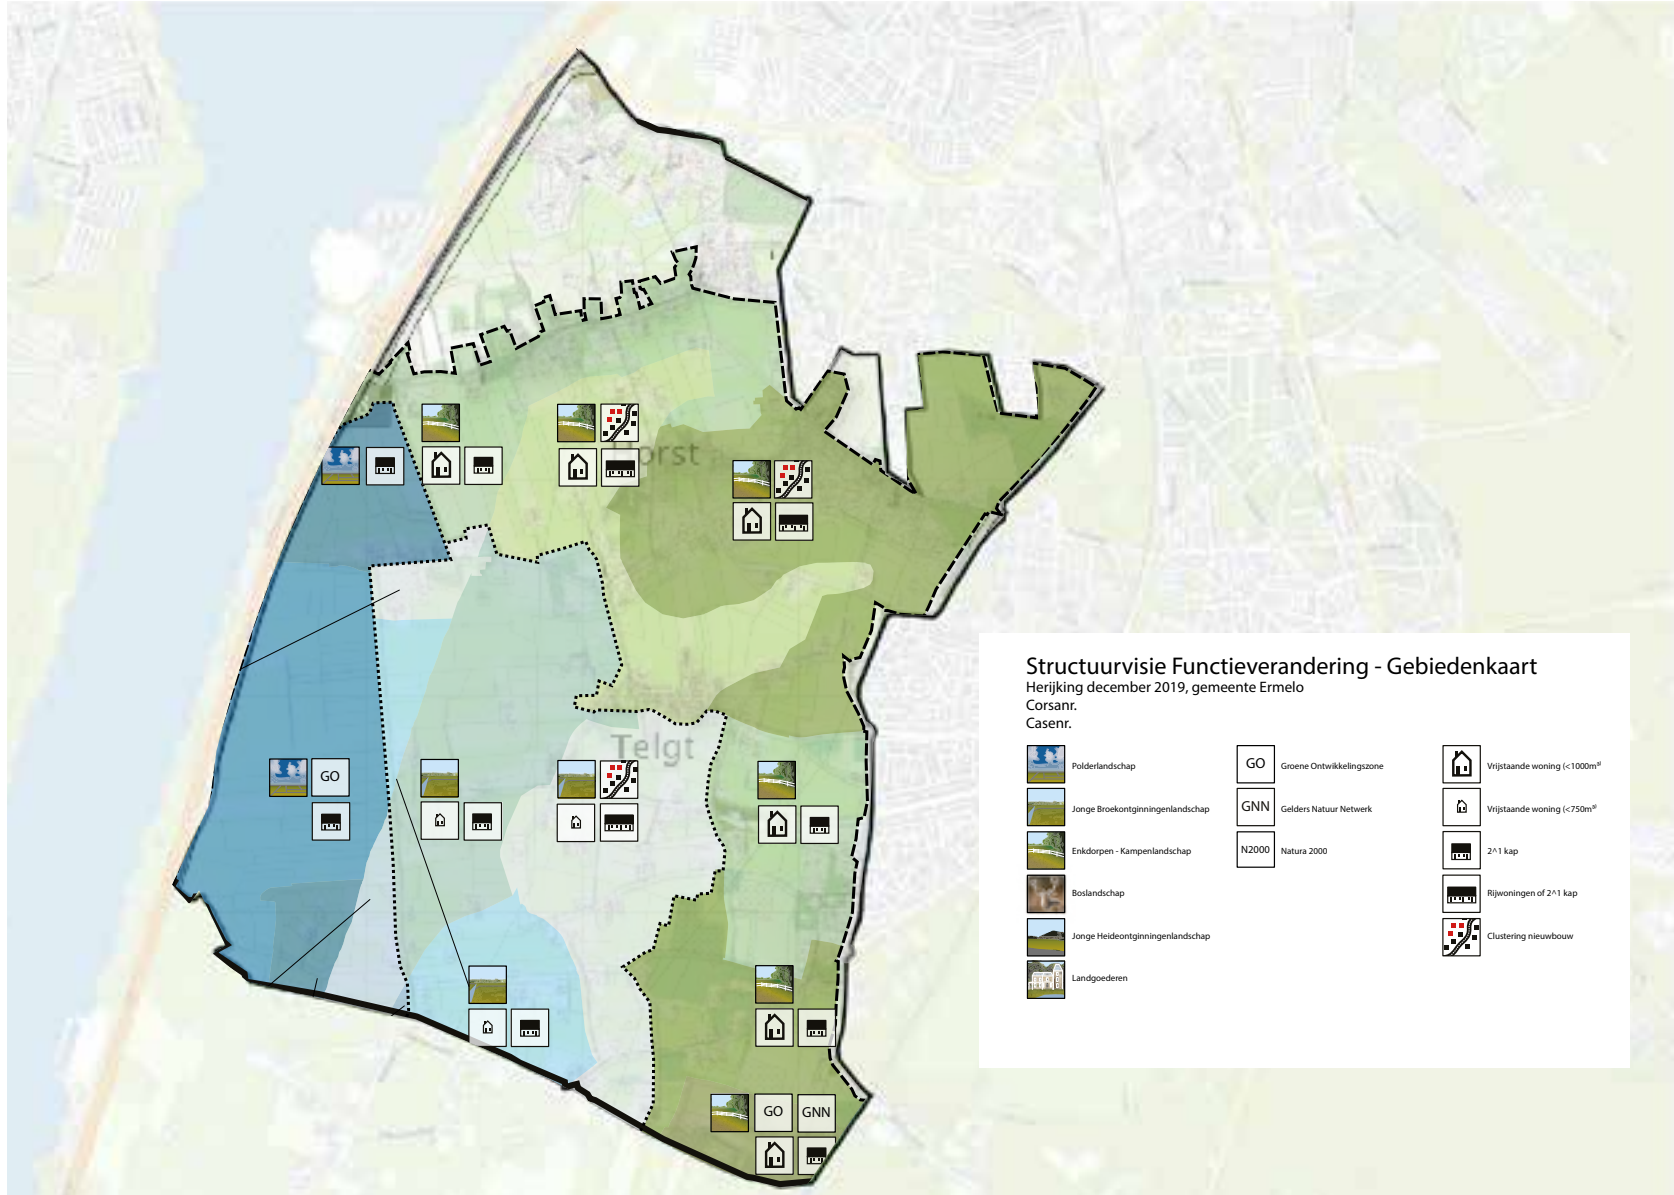 Horst
Telgt
GO
GO
GNN
Structuurvisie Functieverandering - Gebiedenkaart
Herijking december 2019, gemeente Ermelo
Corsanr.
Casenr.
Polderlandschap
Jonge Broekontginningenlandschap
Enkdorpen - Kampenlandschap
Boslandschap
Jonge Heideontginningenlandschap
Landgoederen
GO Groene Ontwikkelingszone
GNN Gelders Natuur Netwerk
N2000 Natura 2000
Vrijstaande woning (<1000m³)
Vrijstaande woning (<750m³)
2^1 kap
Rijwoningen of 2^1 kap
Clustering nieuwbouw